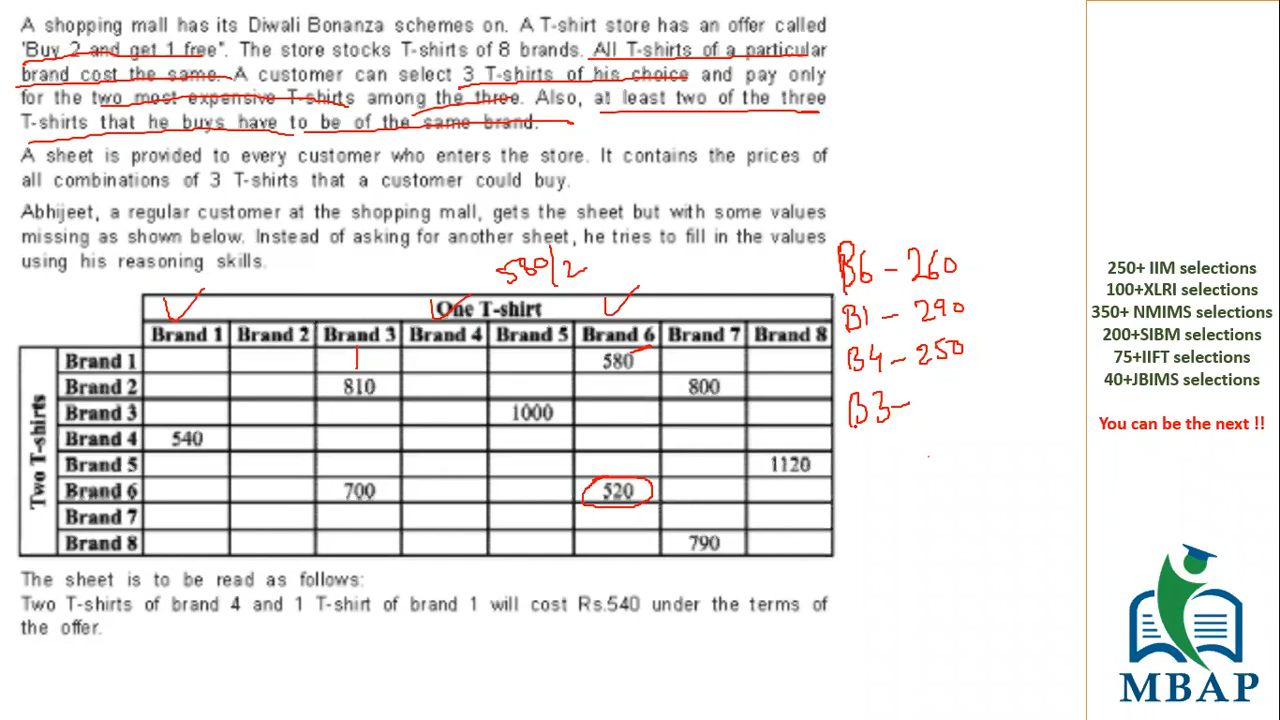 A shopping mall has its Diwali Bonanza schemes on. A T-shirt store has an offer called
'Buy 2 and get 1 free". The store stocks T-shirts of 8 brands. All T-shirts of a particular
brand cost the same. A customer can select 3 T-shirts of his choice and pay only
for the two most expensive T-shirts among the three. Also, at least two of the three
T-shirts that he buys have to be of the same brand.
A sheet is provided to every customer who enters the store. It contains the prices of
all combinations of 3 T-shirts that a customer could buy.
Abhijeet, a regular customer at the shopping mall, gets the sheet but with some values
missing as shown below. Instead of asking for another sheet, he tries to fill in the values
using his reasoning skills.
580/2
B6 - 260
B1 - 290
B4 - 250
B3-
One T-shirt
Brand 1 Brand 2 Brand 3 Brand 4 Brand 5 Brand 6 Brand 7 Brand 8
Two T-shirts
Brand 1 580
Brand 2 810 800
Brand 3 1000
Brand 4 540
Brand 5 1120
Brand 6 700 520
Brand 7
Brand 8 790
The sheet is to be read as follows:
Two T-shirts of brand 4 and 1 T-shirt of brand 1 will cost Rs.540 under the terms of
the offer.
250+ IIM selections
100+XLRI selections
350+ NMIMS selections
200+SIBM selections
75+IIFT selections
40+JBIMS selections
You can be the next !!
MBAP